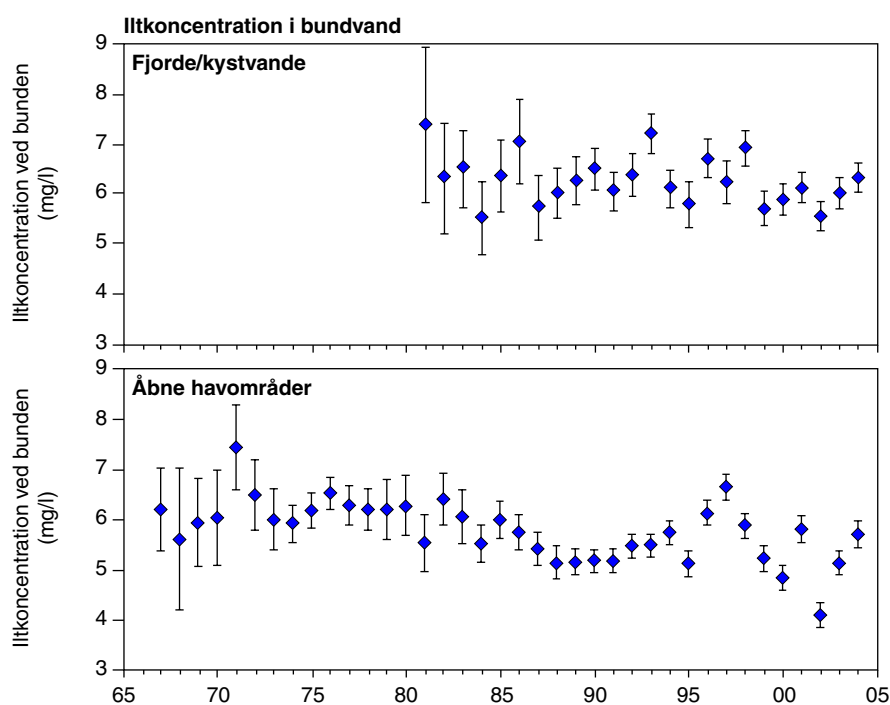 Iltkoncentration i bundvand
Fjorde/kystvande
Iltkoncentration ved bunden
(mg/l)
9
8
7
6
5
4
3
Åbne havområder
Iltkoncentration ved bunden
(mg/l)
9
8
7
6
5
4
3
65 70 75 80 85 90 95 00 05